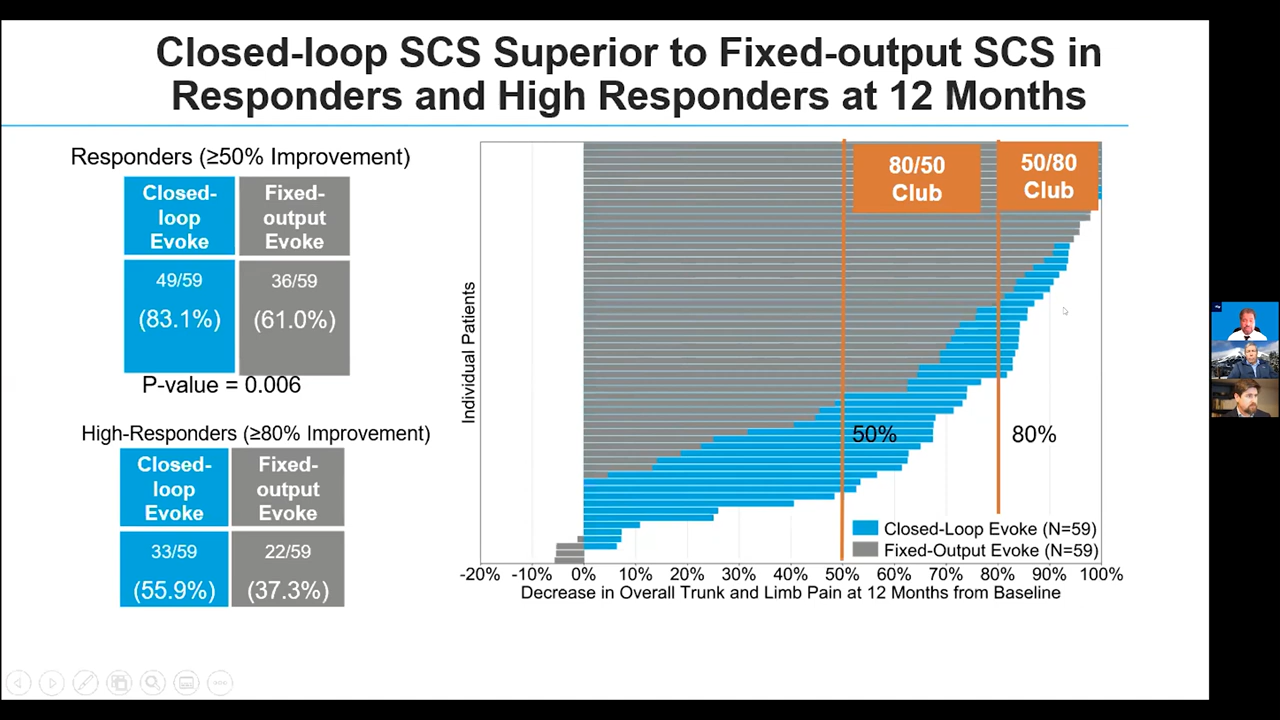 Closed-loop SCS Superior to Fixed-output SCS in
Responders and High Responders at 12 Months
Responders (≥50% Improvement)
Closed-
loop
Evoke
Fixed-
output
Evoke
49/59
(83.1%)
36/59
(61.0%)
P-value = 0.006
High-Responders (≥80% Improvement)
Closed-
loop
Evoke
Fixed-
output
Evoke
33/59
(55.9%)
22/59
(37.3%)
Individual Patients
80/50
Club
50/80
Club
50%
80%
Closed-Loop Evoke (N=59)
Fixed-Output Evoke (N=59)
-20% -10% 0% 10% 20% 30% 40% 50% 60% 70% 80% 90% 100%
Decrease in Overall Trunk and Limb Pain at 12 Months from Baseline